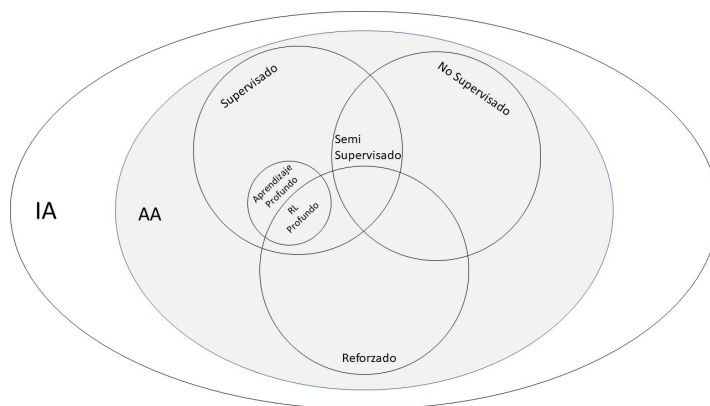 Supervisado
No Supervisado
Semi
Supervisado
Aprendizaje
Profundo
RL
Profundo
IA
AA
Reforzado